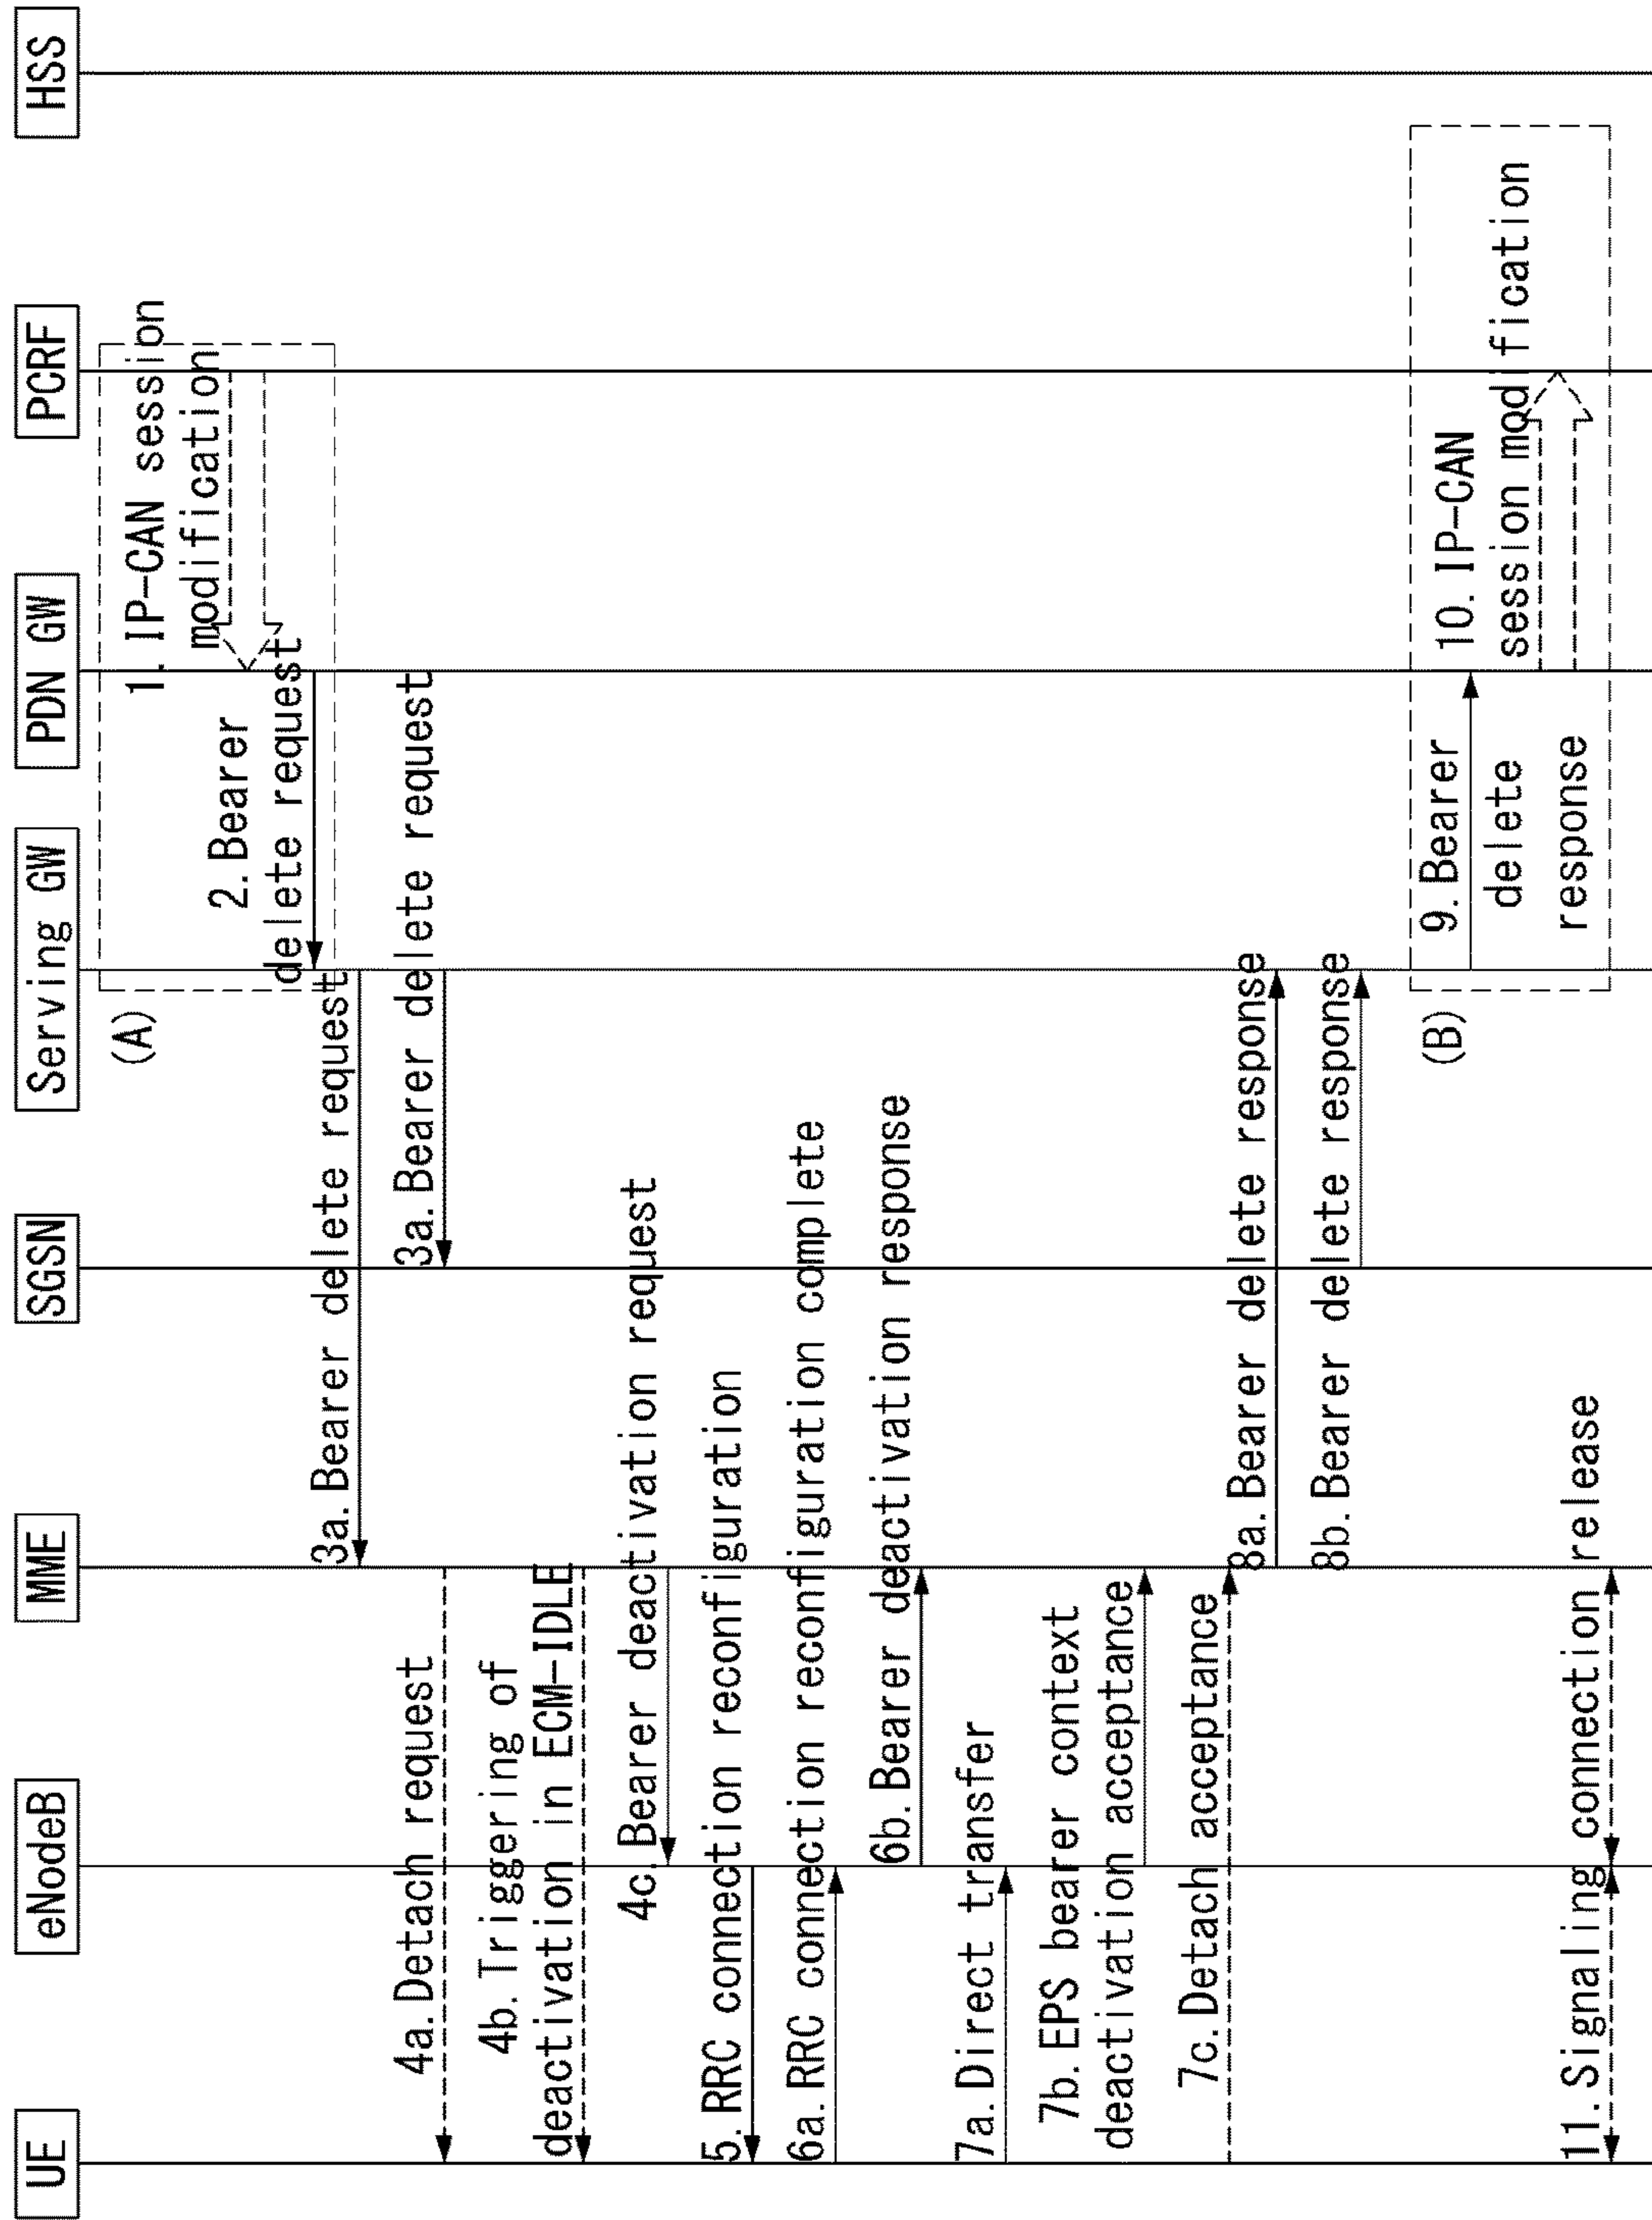 UE
eNodeB
MME
SGSN
Serving GW
PDN GW
PCRF
HSS
(A)
1. IP-CAN session
modification
2. Bearer
delete request
3a. Bearer delete request
3a. Bearer delete request
4a. Detach request
4b. Triggering of
deactivation in ECM-IDLE
4c. Bearer deactivation request
5. RRC connection reconfiguration
6a. RRC connection reconfiguration complete
6b. Bearer deactivation response
7a. Direct transfer
7b. EPS bearer context
deactivation acceptance
7c. Detach acceptance
8a. Bearer delete response
8b. Bearer delete response
(B)
9. Bearer
delete
response
10. IP-CAN
session modification
11. Signaling connection release